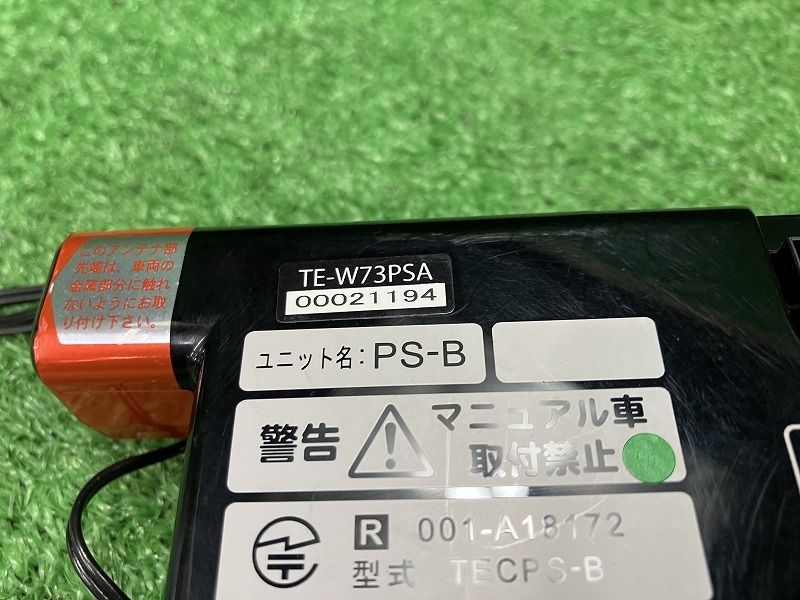 このアンテナ部
先端は、車両の
金属部分に触れ
ないようにお取
り付け下さい。
TE-W73PSA
00021194
ユニット名：PS-B
警告
マニュアル車
取付禁止
R 001-A18172
型式 TECPS-B